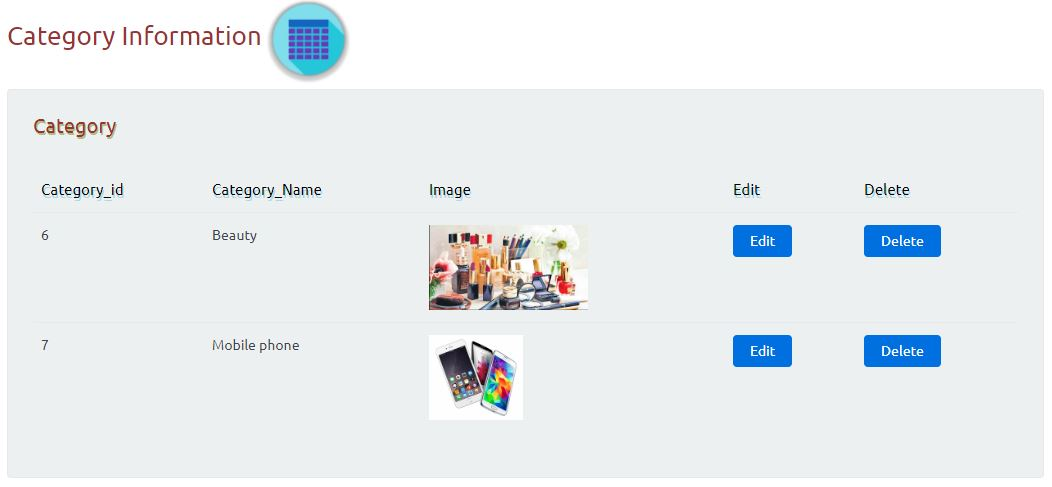 Category Information
Category
Category_id Category_Name Image Edit Delete
6 Beauty Edit Delete
7 Mobile phone Edit Delete